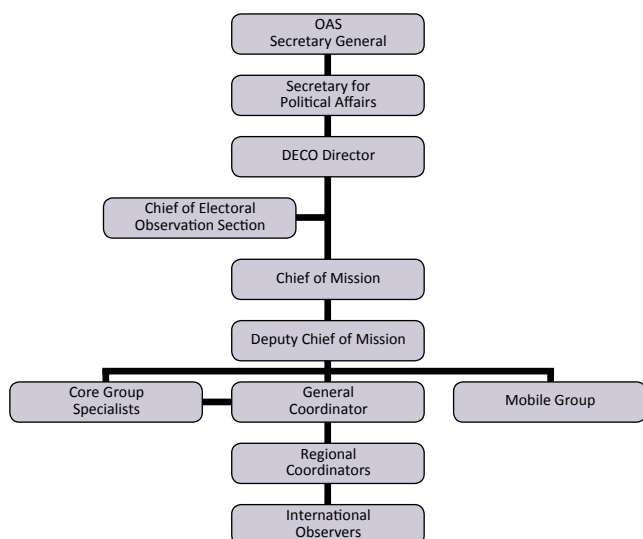 OAS
Secretary General
Secretary for
Political Affairs
DECO Director
Chief of Electoral
Observation Section
Chief of Mission
Deputy Chief of Mission
Core Group
Specialists
General
Coordinator
Mobile Group
Regional
Coordinators
International
Observers